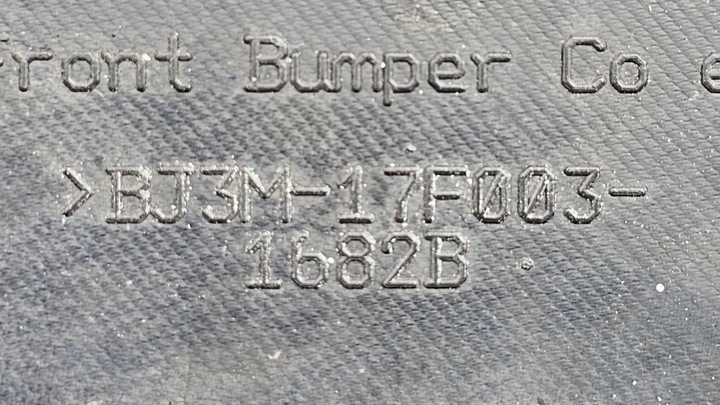 Front Bumper Co e
>BJ3M-17F003-
1682B